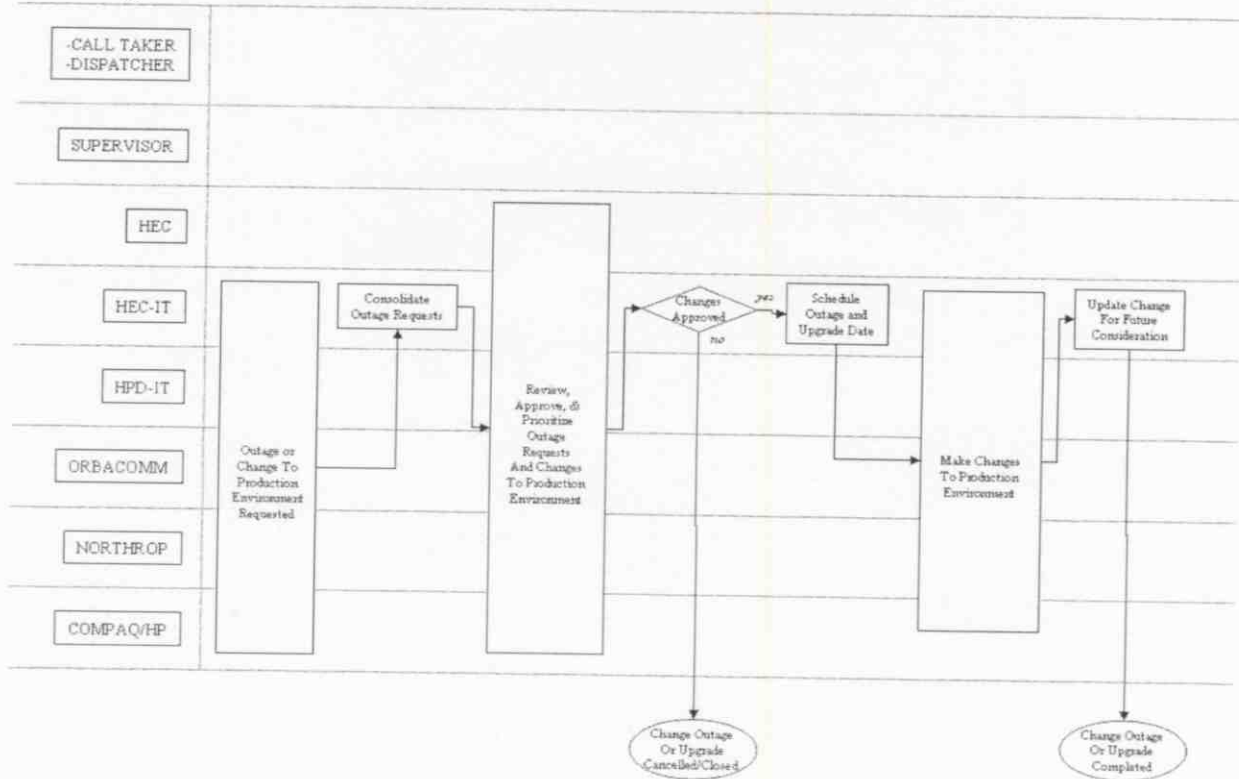 -CALL TAKER
-DISPATCHER
SUPERVISOR
HEC
HEC-IT
HPD-IT
ORBACOMM
NORTHROP
COMPAQ/HP
Outage or
Change To
Production
Environment
Requested
Consolidate
Outage Requests
Review,
Approve, &
Prioritize
Outage
Requests
And Changes
To Production
Environment
Changes
Approved
yes
no
Schedule
Outage and
Upgrade Date
Make Changes
To Production
Environment
Update Change
For Future
Consideration
Change Outage
Or Upgrade
Cancelled/Closed
Change Outage
Or Upgrade
Completed